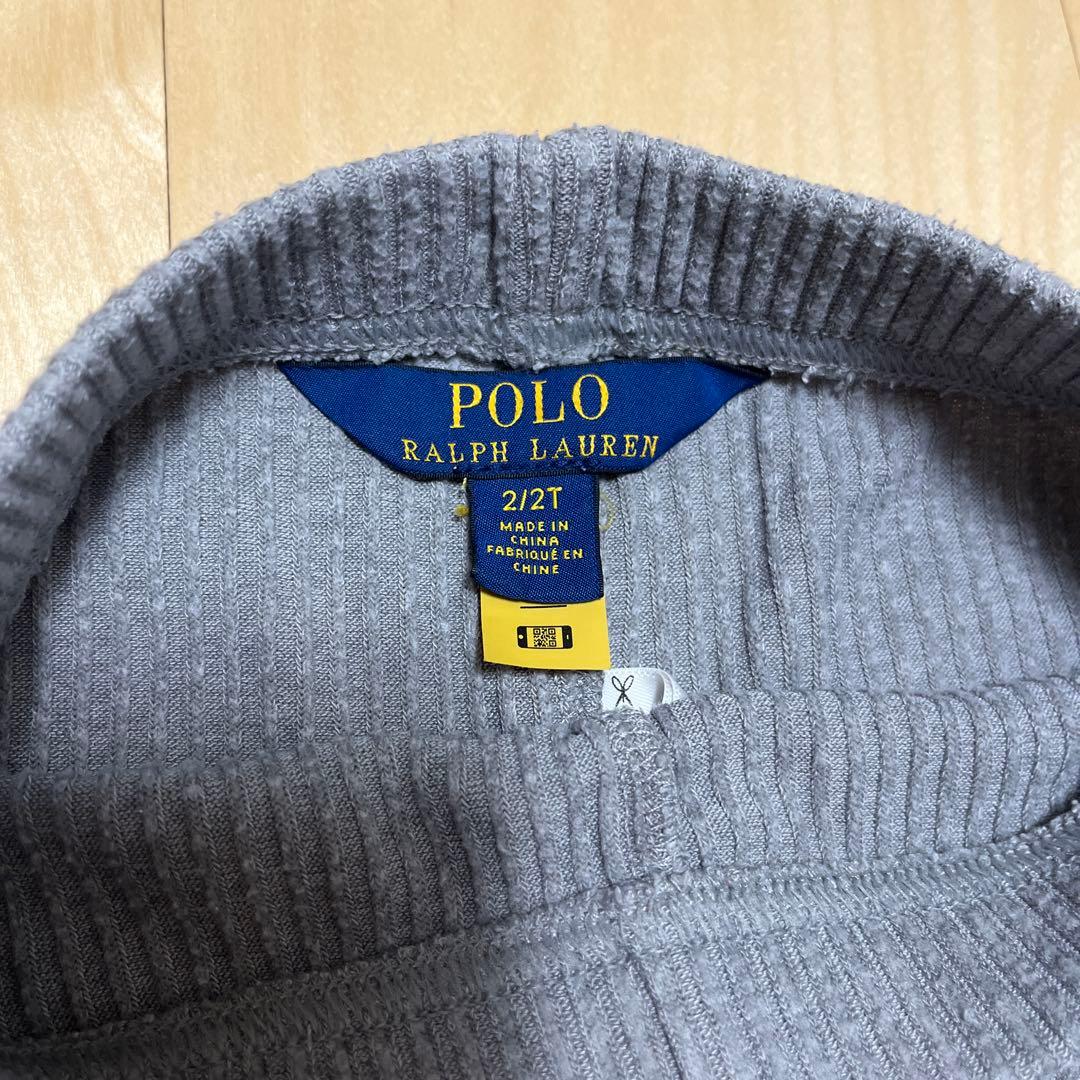 POLO
RALPH LAUREN
2/2T
MADE IN
CHINA
FABRIQUÉ EN
CHINE